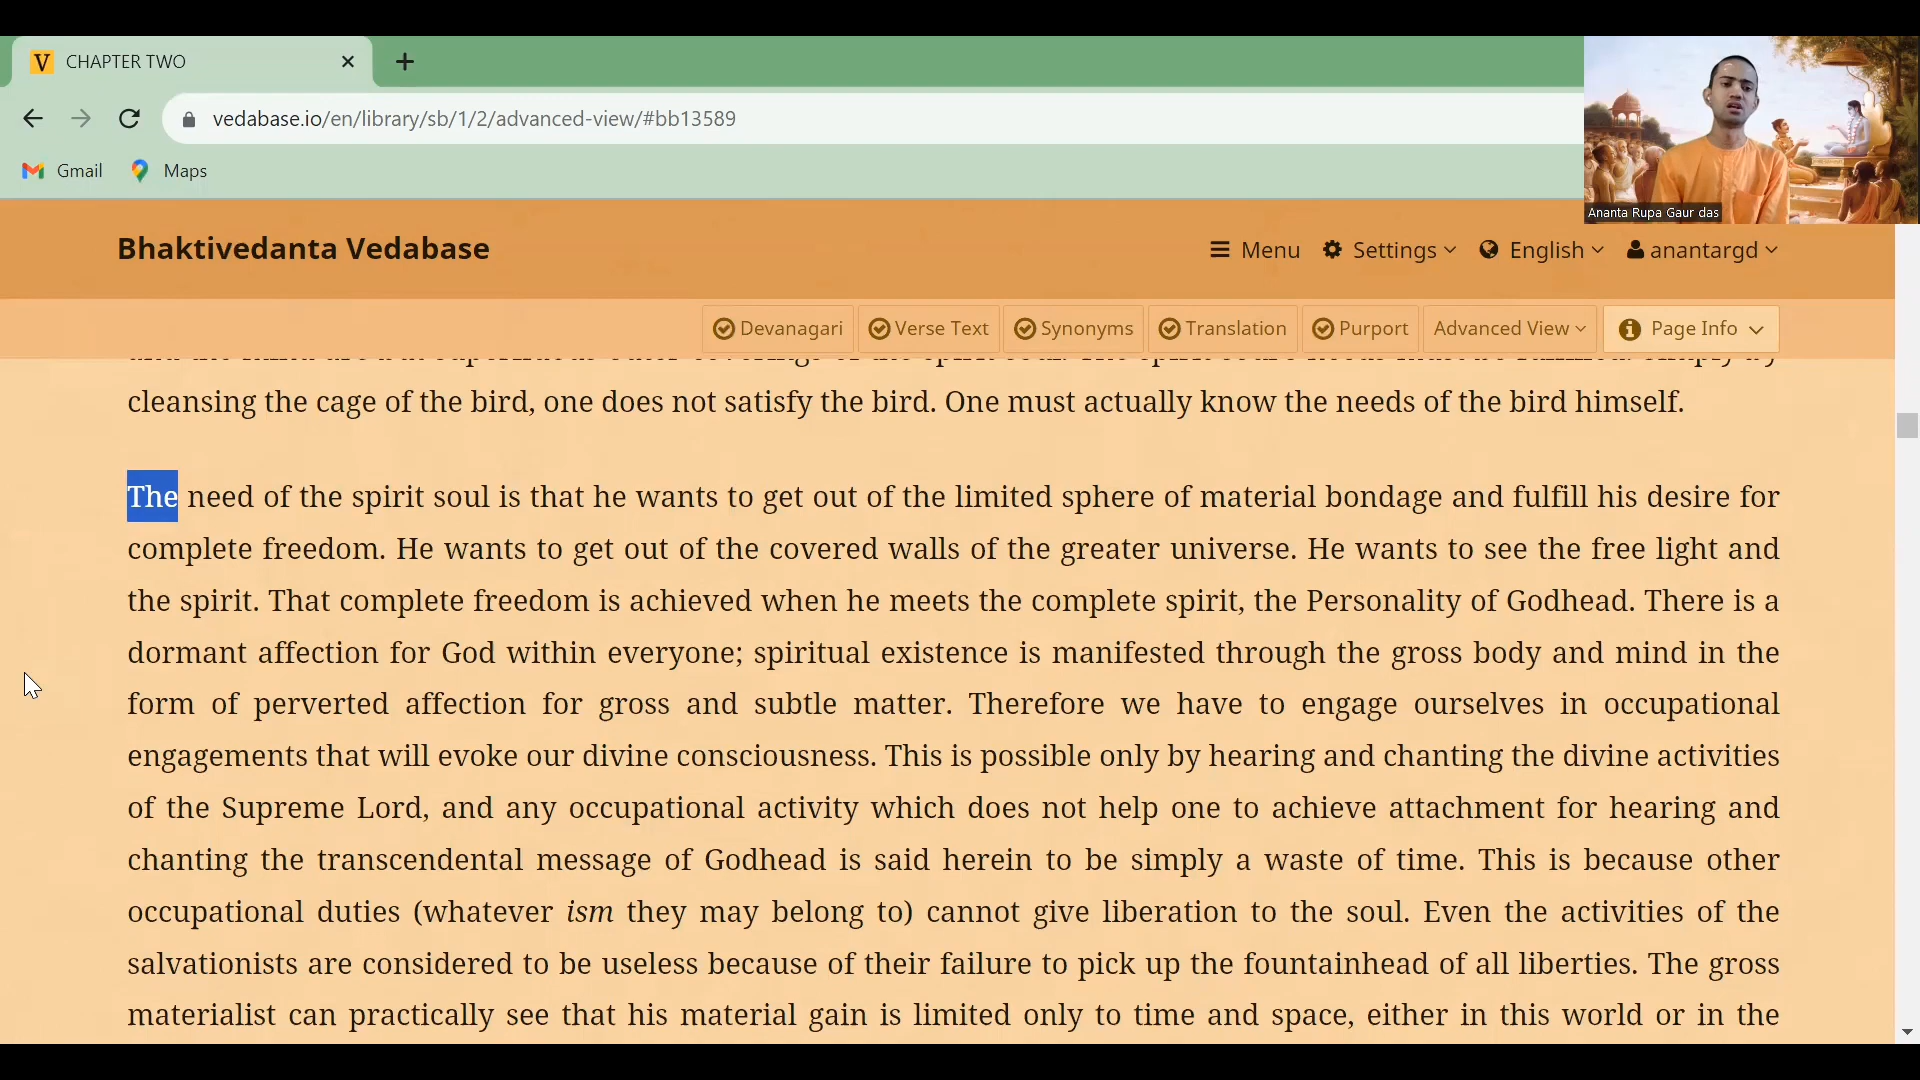 V CHAPTER TWO
vedabase.io/en/library/sb/1/2/advanced-view/#bb13589
Gmail Maps
Ananta Rupa Gaur das
Bhaktivedanta Vedabase Menu Settings English anantargd
Devanagari Verse Text Synonyms Translation Purport Advanced View Page Info
cleansing the cage of the bird, one does not satisfy the bird. One must actually know the needs of the bird himself.
The need of the spirit soul is that he wants to get out of the limited sphere of material bondage and fulfill his desire for
complete freedom. He wants to get out of the covered walls of the greater universe. He wants to see the free light and
the spirit. That complete freedom is achieved when he meets the complete spirit, the Personality of Godhead. There is a
dormant affection for God within everyone; spiritual existence is manifested through the gross body and mind in the
form of perverted affection for gross and subtle matter. Therefore we have to engage ourselves in occupational
engagements that will evoke our divine consciousness. This is possible only by hearing and chanting the divine activities
of the Supreme Lord, and any occupational activity which does not help one to achieve attachment for hearing and
chanting the transcendental message of Godhead is said herein to be simply a waste of time. This is because other
occupational duties (whatever ism they may belong to) cannot give liberation to the soul. Even the activities of the
salvationists are considered to be useless because of their failure to pick up the fountainhead of all liberties. The gross
materialist can practically see that his material gain is limited only to time and space, either in this world or in the